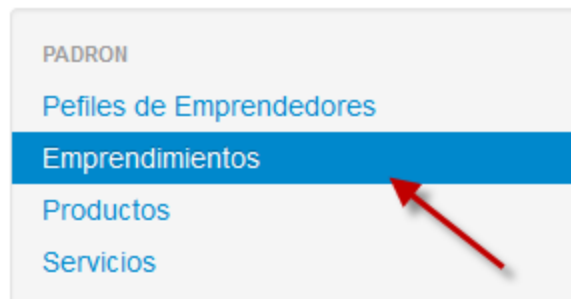 PADRON
Pefiles de Emprendedores
Emprendimientos
Productos
Servicios